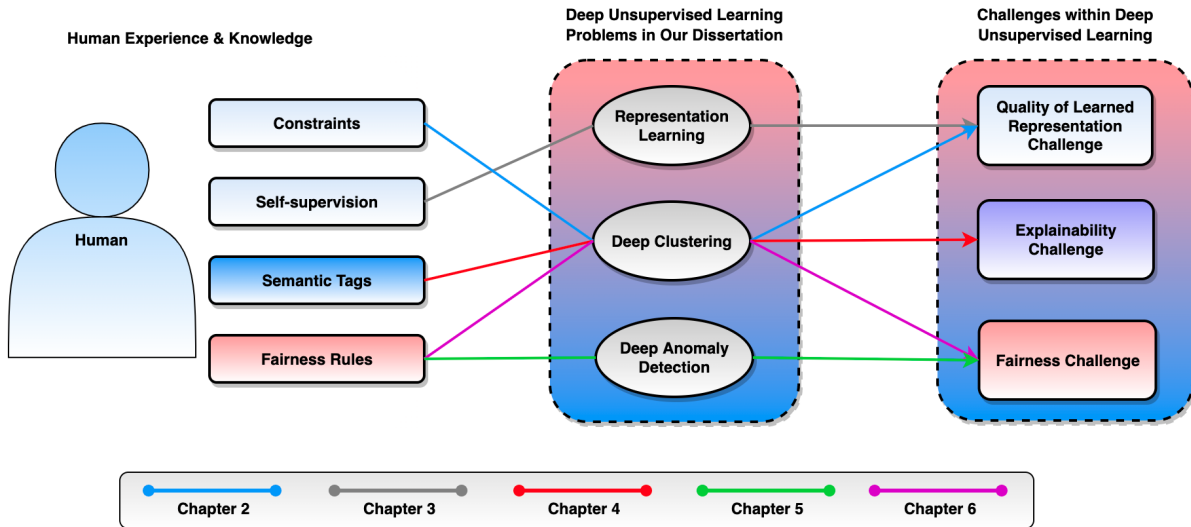 Human Experience & Knowledge
Deep Unsupervised Learning
Problems in Our Dissertation
Challenges within Deep
Unsupervised Learning
Human
Constraints
Self-supervision
Semantic Tags
Fairness Rules
Representation
Learning
Deep Clustering
Deep Anomaly
Detection
Quality of Learned
Representation
Challenge
Explainability
Challenge
Fairness Challenge
Chapter 2
Chapter 3
Chapter 4
Chapter 5
Chapter 6